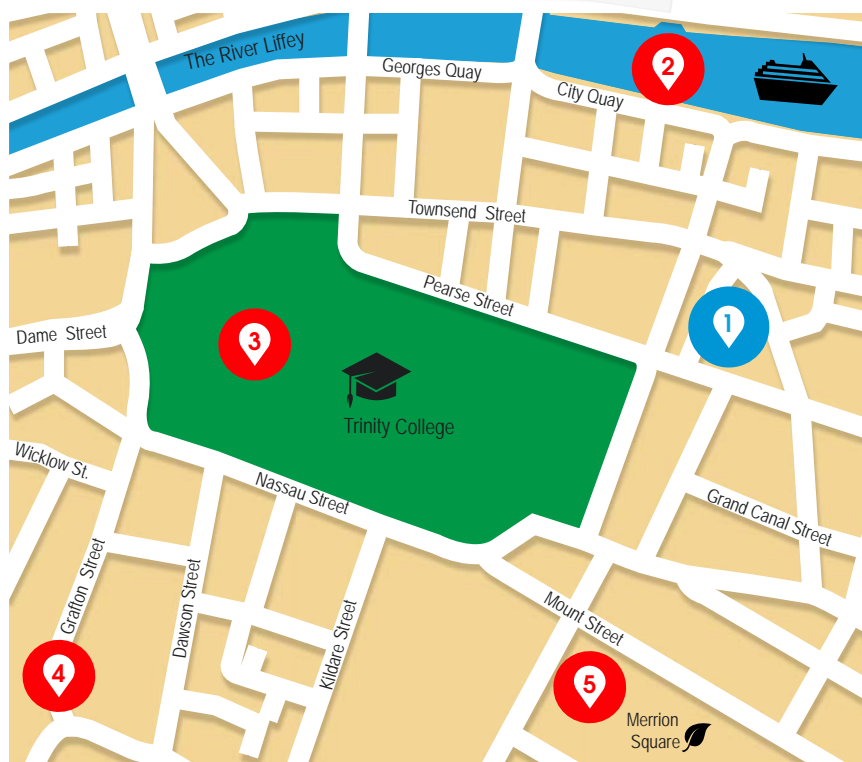 The River Liffey
Georges Quay
2
City Quay
Townsend Street
Pearse Street
1
Dame Street
3
Trinity College
Wicklow St.
Nassau Street
Grand Canal Street
Grafton Street
Dawson Street
Kildare Street
Mount Street
4
5
Merrion
Square